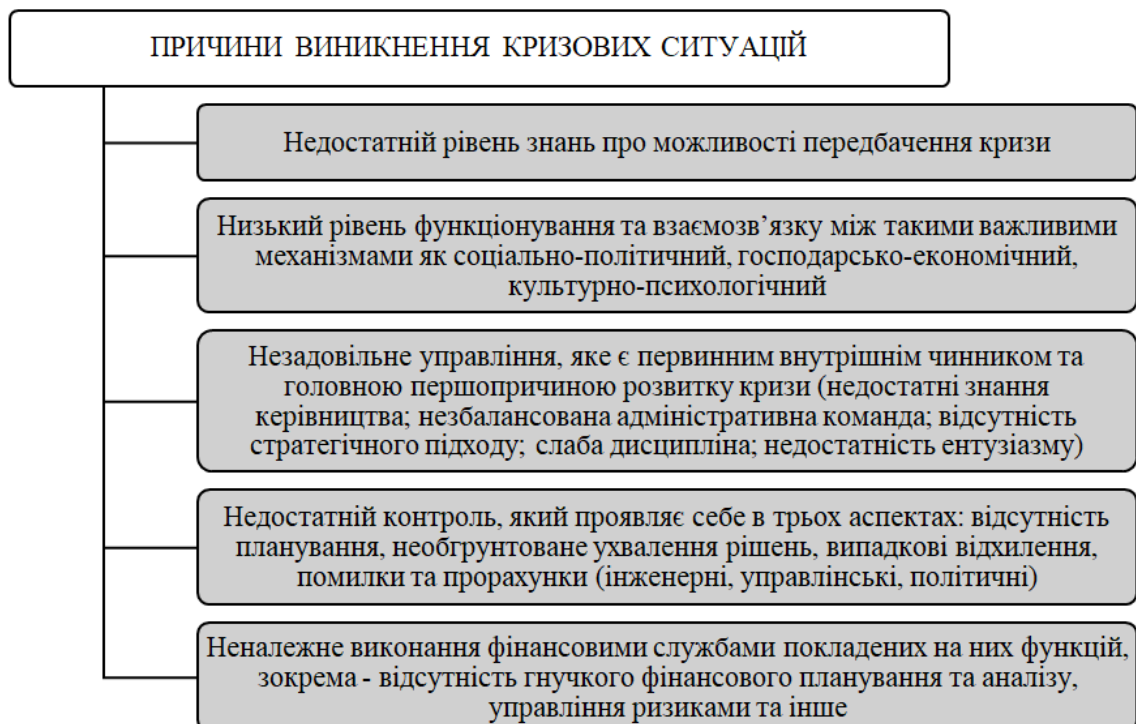 ПРИЧИНИ ВИНИКНЕННЯ КРИЗОВИХ СИТУАЦІЙ
Недостатній рівень знань про можливості передбачення кризи
Низький рівень функціонування та взаємозв’язку між такими важливими
механізмами як соціально-політичний, господарсько-економічний,
культурно-психологічний
Незадовільне управління, яке є первинним внутрішнім чинником та
головною першопричиною розвитку кризи (недостатні знання
керівництва; незбалансована адміністративна команда; відсутність
стратегічного підходу; слаба дисципліна; недостатність ентузіазму)
Недостатній контроль, який проявляє себе в трьох аспектах: відсутність
планування, необгрунтоване ухвалення рішень, випадкові відхилення,
помилки та прорахунки (інженерні, управлінські, політичні)
Неналежне виконання фінансовими службами покладених на них функцій,
зокрема - відсутність гнучкого фінансового планування та аналізу,
управління ризиками та інше